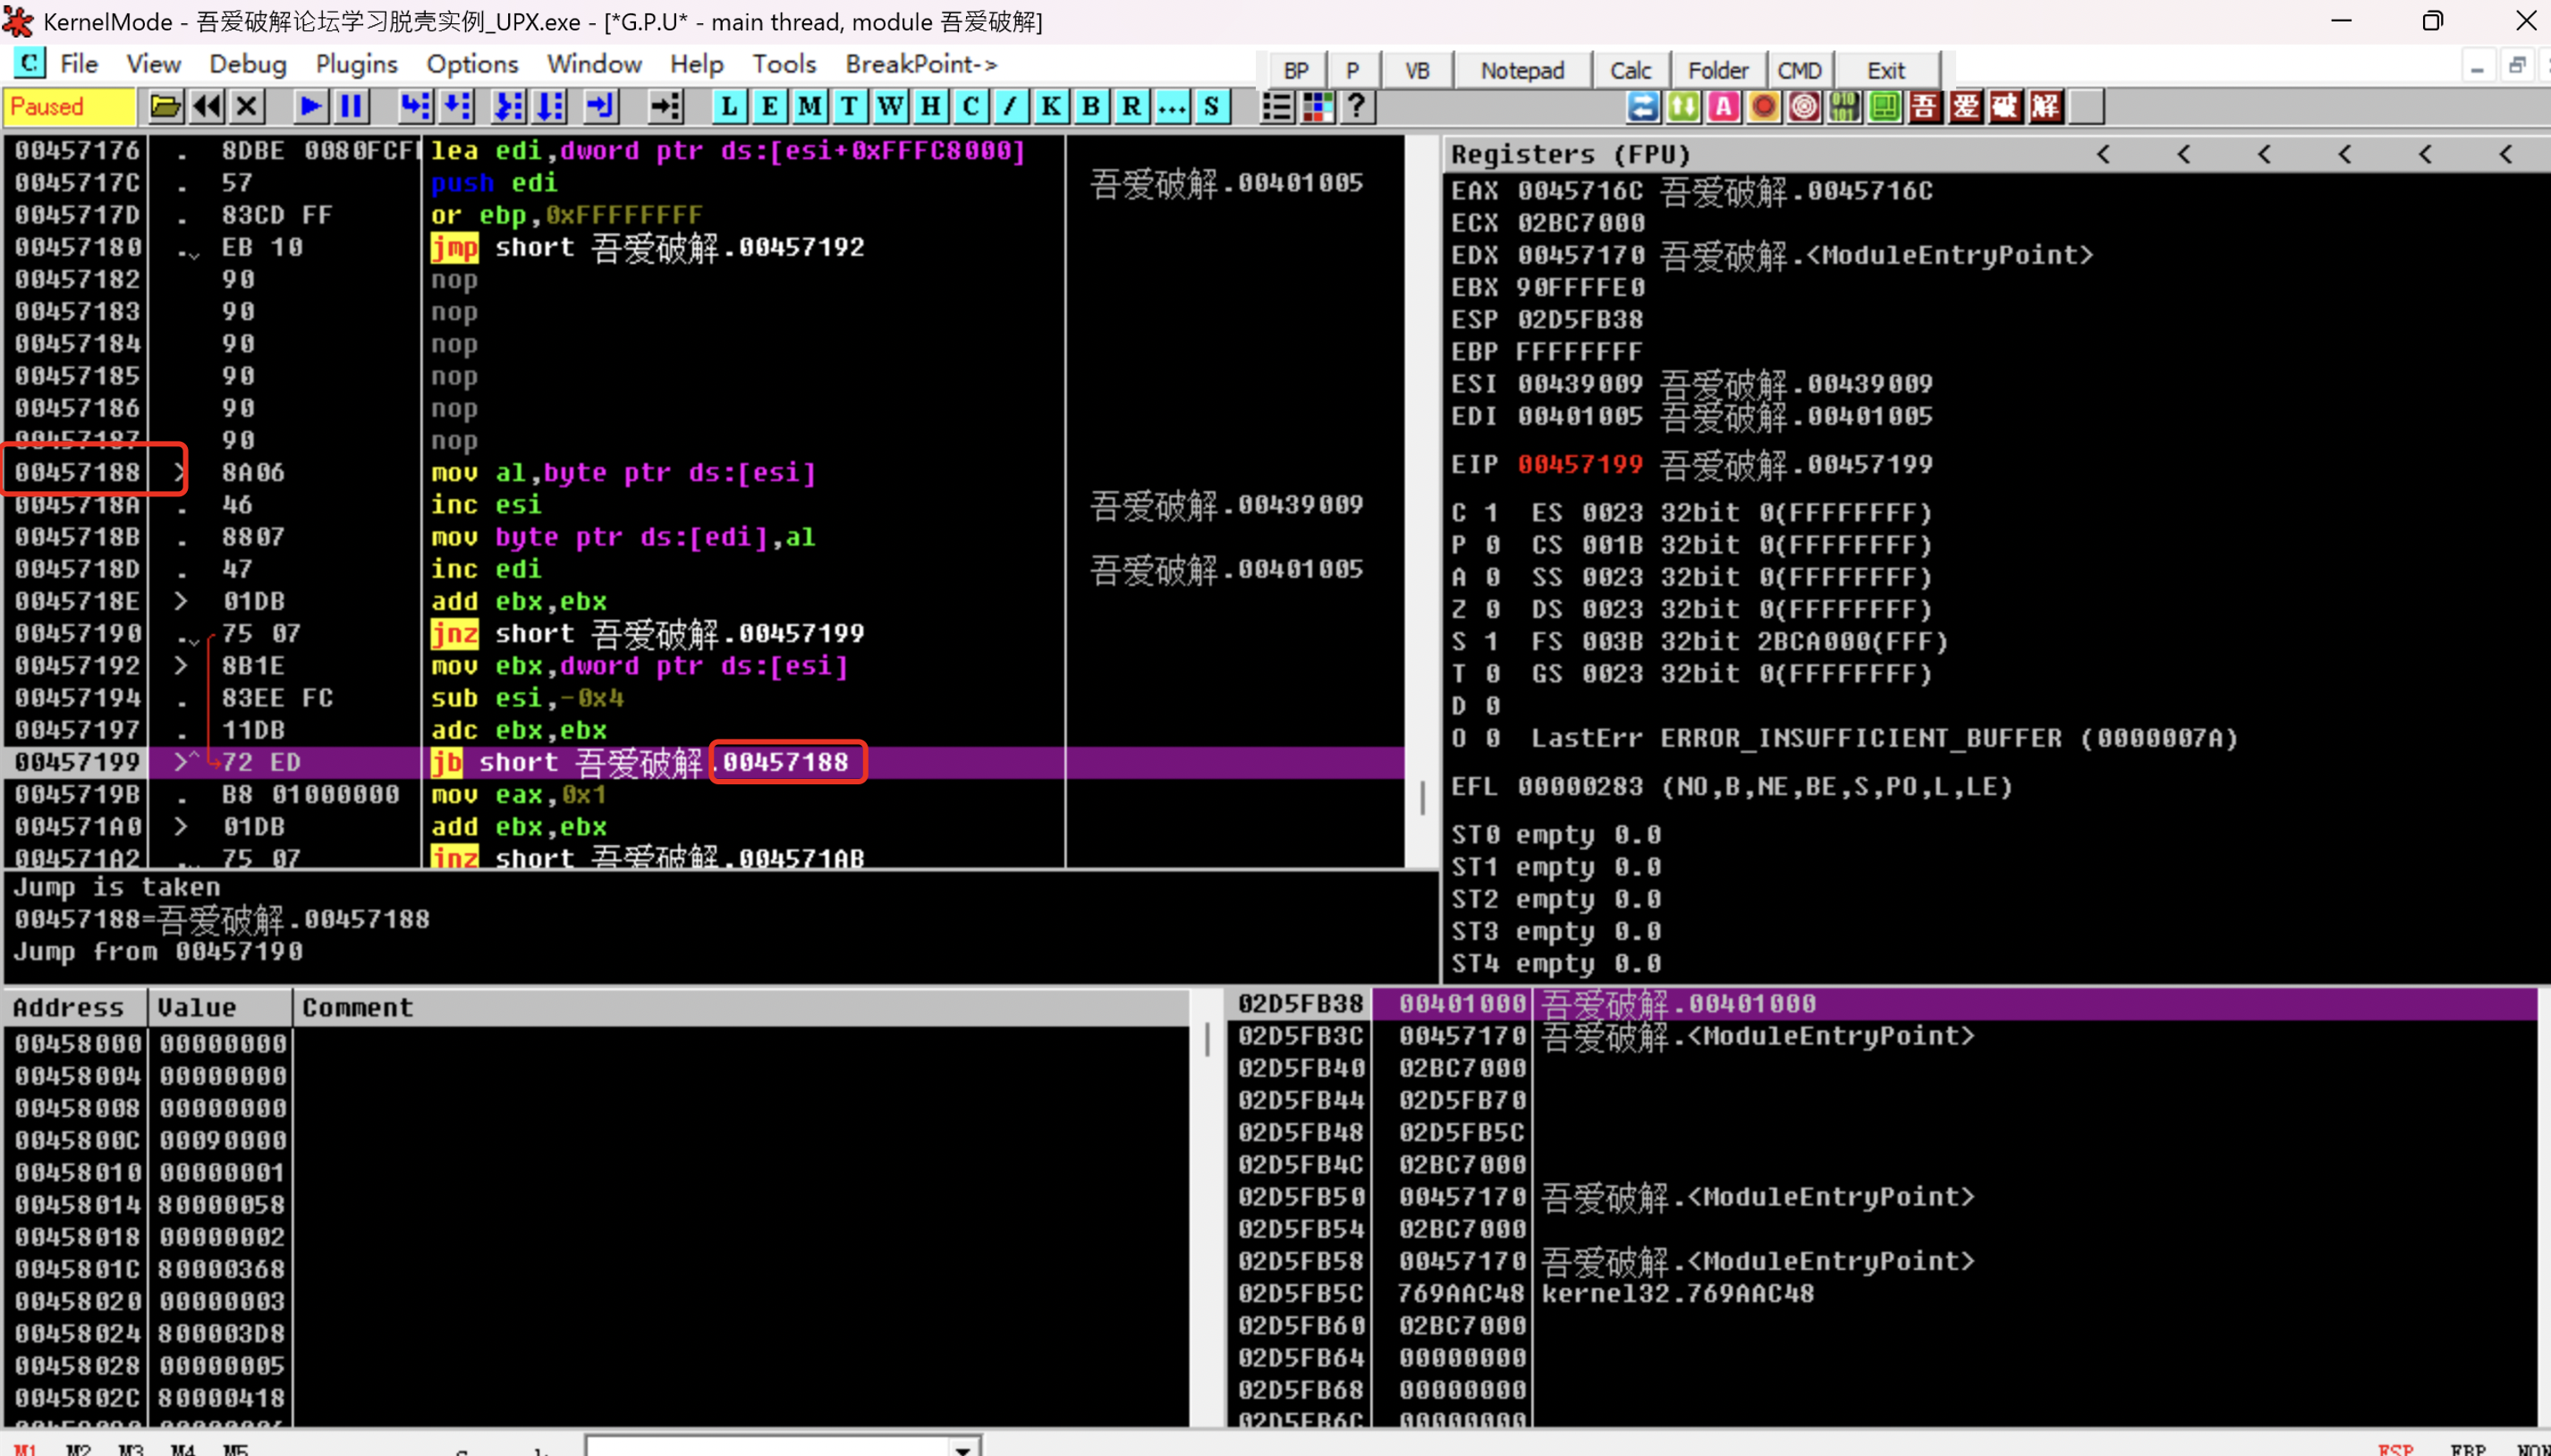 KernelMode - 吾爱破解论坛学习脱壳实例_UPX.exe - [*G.P.U* - main thread, module 吾爱破解]
C File View Debug Plugins Options Window Help Tools BreakPoint-> BP P VB Notepad Calc Folder CMD Exit
Paused L E M T W H C / K B R ... S ? A 吾 爱 破 解
00457176 . 8DBE 0080FCF lea edi,dword ptr ds:[esi+0xFFFC8000]
0045717C . 57 push edi 吾爱破解.00401005
0045717D . 83CD FF or ebp,0xFFFFFFFF
00457180 . EB 10 jmp short 吾爱破解.00457192
00457182 90 nop
00457183 90 nop
00457184 90 nop
00457185 90 nop
00457186 90 nop
00457187 90 nop
00457188 > 8A06 mov al,byte ptr ds:[esi]
0045718A . 46 inc esi 吾爱破解.00439009
0045718B . 8807 mov byte ptr ds:[edi],al
0045718D . 47 inc edi 吾爱破解.00401005
0045718E > 01DB add ebx,ebx
00457190 . 75 07 jnz short 吾爱破解.00457199
00457192 > 8B1E mov ebx,dword ptr ds:[esi]
00457194 . 83EE FC sub esi,-0x4
00457197 . 11DB adc ebx,ebx
00457199 >^ 72 ED jb short 吾爱破解.00457188
0045719B . B8 01000000 mov eax,0x1
004571A0 > 01DB add ebx,ebx
004571A2 . 75 07 jnz short 吾爱破解.004571AB
Jump is taken
00457188=吾爱破解.00457188
Jump from 00457190
Registers (FPU) < < < < < <
EAX 0045716C 吾爱破解.0045716C
ECX 02BC7000
EDX 00457170 吾爱破解.<ModuleEntryPoint>
EBX 90FFFFE0
ESP 02D5FB38
EBP FFFFFFFF
ESI 00439009 吾爱破解.00439009
EDI 00401005 吾爱破解.00401005
EIP 00457199 吾爱破解.00457199
C 1 ES 0023 32bit 0(FFFFFFFF)
P 0 CS 001B 32bit 0(FFFFFFFF)
A 0 SS 0023 32bit 0(FFFFFFFF)
Z 0 DS 0023 32bit 0(FFFFFFFF)
S 1 FS 003B 32bit 2BCA000(FFF)
T 0 GS 0023 32bit 0(FFFFFFFF)
D 0
O 0 LastErr ERROR_INSUFFICIENT_BUFFER (0000007A)
EFL 00000283 (NO,B,NE,BE,S,PO,L,LE)
ST0 empty 0.0
ST1 empty 0.0
ST2 empty 0.0
ST3 empty 0.0
ST4 empty 0.0
Address Value Comment
00458000 00000000
00458004 00000000
00458008 00000000
0045800C 00090000
00458010 00000001
00458014 80000058
00458018 00000002
0045801C 80000368
00458020 00000003
00458024 800003D8
00458028 00000005
0045802C 80000418
02D5FB38 00401000 吾爱破解.00401000
02D5FB3C 00457170 吾爱破解.<ModuleEntryPoint>
02D5FB40 02BC7000
02D5FB44 02D5FB70
02D5FB48 02D5FB5C
02D5FB4C 02BC7000
02D5FB50 00457170 吾爱破解.<ModuleEntryPoint>
02D5FB54 02BC7000
02D5FB58 00457170 吾爱破解.<ModuleEntryPoint>
02D5FB5C 769AAC48 kernel32.769AAC48
02D5FB60 02BC7000
02D5FB64 00000000
02D5FB68 00000000
02D5FB6C 00000000
M1 M2 M3 M4 M5 ESP EBP NON